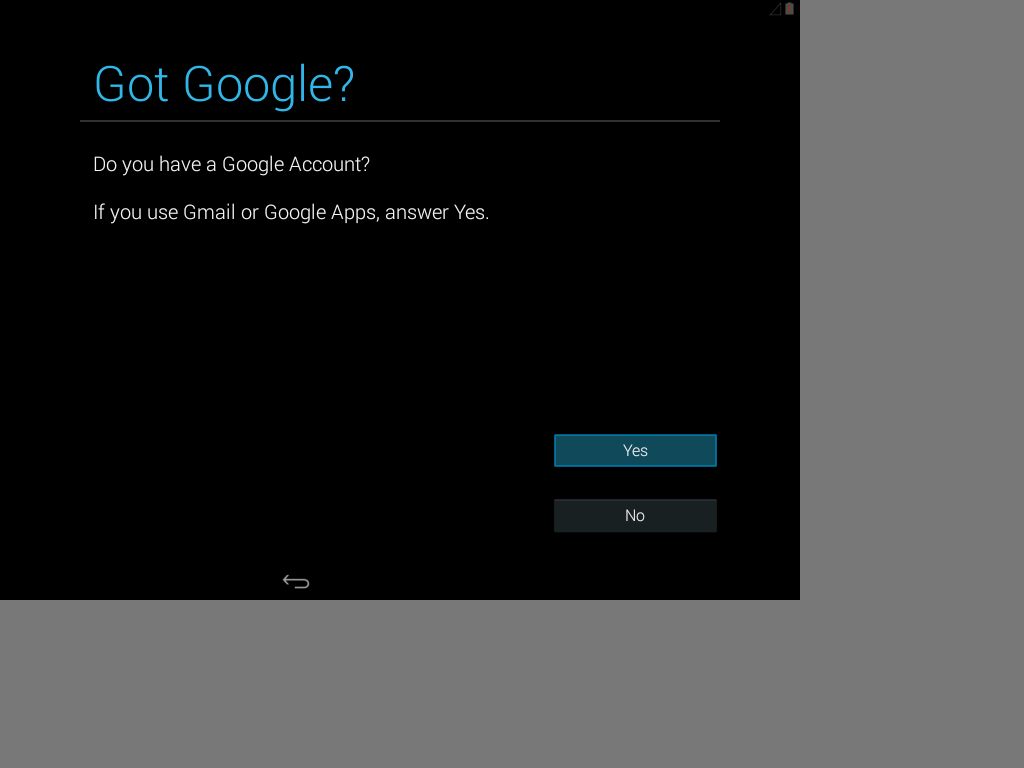 Got Google?
Do you have a Google Account?
If you use Gmail or Google Apps, answer Yes.
Yes
No